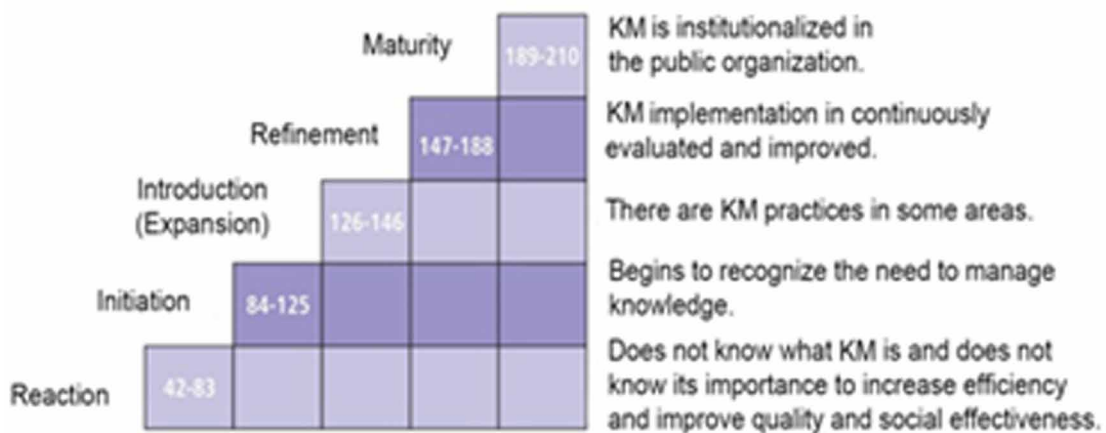 Maturity
189-210
KM is institutionalized in
the public organization.
Refinement
147-188
KM implementation in continuously
evaluated and improved.
Introduction
(Expansion)
126-146
There are KM practices in some areas.
Initiation
84-125
Begins to recognize the need to manage
knowledge.
Reaction
42-83
Does not know what KM is and does not
know its importance to increase efficiency
and improve quality and social effectiveness.